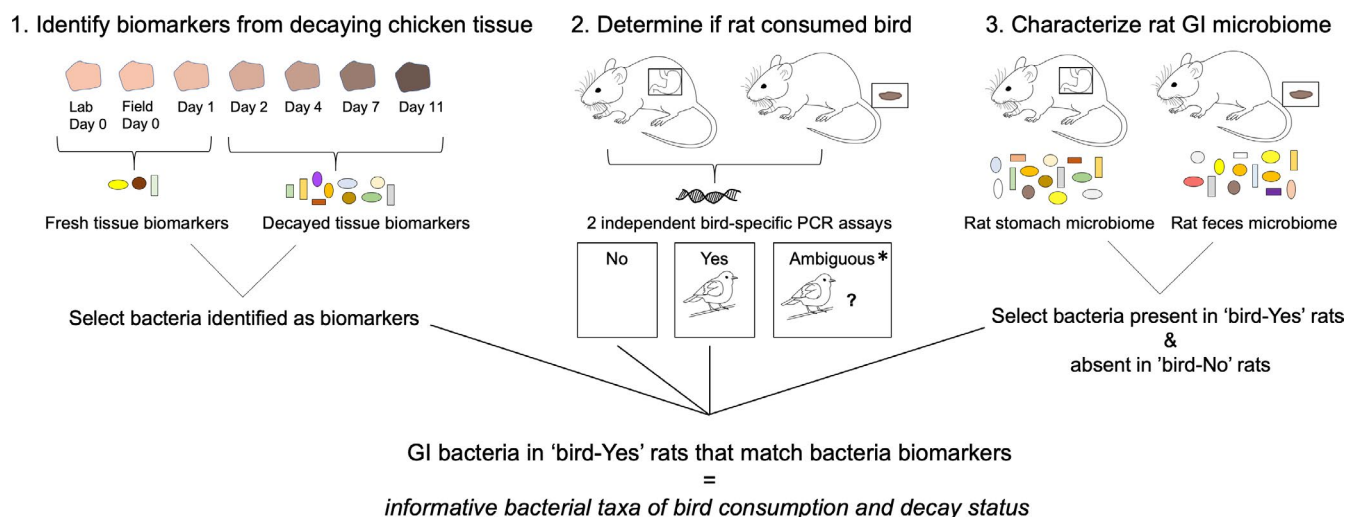 1. Identify biomarkers from decaying chicken tissue
Lab
Day 0
Field
Day 0
Day 1
Day 2
Day 4
Day 7
Day 11
Fresh tissue biomarkers
Decayed tissue biomarkers
Select bacteria identified as biomarkers
2. Determine if rat consumed bird
2 independent bird-specific PCR assays
No
Yes
Ambiguous*
?
3. Characterize rat GI microbiome
Rat stomach microbiome
Rat feces microbiome
Select bacteria present in ‘bird-Yes’ rats
&
absent in ’bird-No’ rats
GI bacteria in ‘bird-Yes’ rats that match bacteria biomarkers
=
informative bacterial taxa of bird consumption and decay status